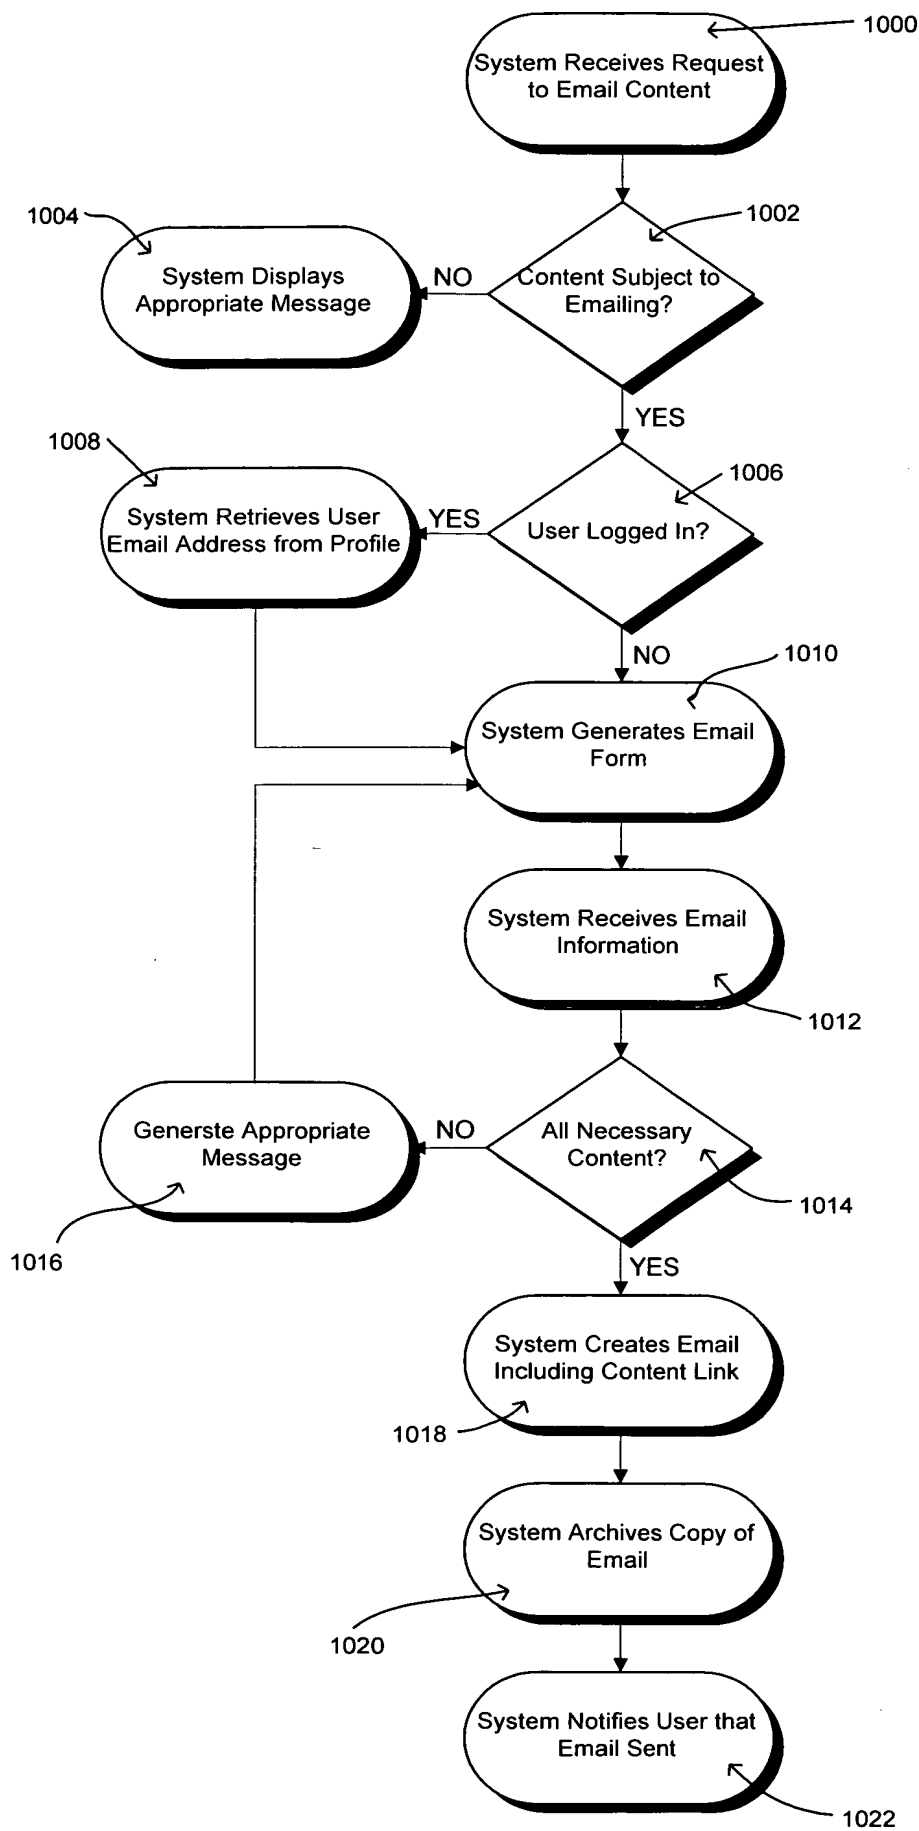 1000
System Receives Request
to Email Content
1002
1004
Content Subject to
Emailing?
NO
System Displays
Appropriate Message
YES
1006
1008
User Logged In?
YES
System Retrieves User
Email Address from Profile
NO
1010
System Generates Email
Form
System Receives Email
Information
1012
All Necessary
Content?
1014
NO
Generste Appropriate
Message
1016
YES
System Creates Email
Including Content Link
1018
System Archives Copy of
Email
1020
System Notifies User that
Email Sent
1022